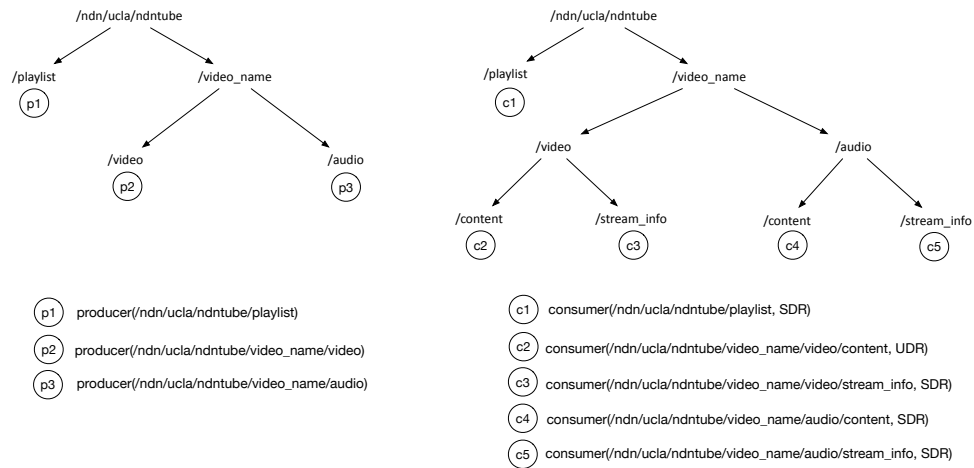 /ndn/ucla/ndntube
/playlist
/video_name
p1
/video
/audio
p2
p3
p1 producer(/ndn/ucla/ndntube/playlist)
p2 producer(/ndn/ucla/ndntube/video_name/video)
p3 producer(/ndn/ucla/ndntube/video_name/audio)
/ndn/ucla/ndntube
/playlist
/video_name
c1
/video
/audio
/content
/stream_info
/content
/stream_info
c2
c3
c4
c5
c1 consumer(/ndn/ucla/ndntube/playlist, SDR)
c2 consumer(/ndn/ucla/ndntube/video_name/video/content, UDR)
c3 consumer(/ndn/ucla/ndntube/video_name/video/stream_info, SDR)
c4 consumer(/ndn/ucla/ndntube/video_name/audio/content, SDR)
c5 consumer(/ndn/ucla/ndntube/video_name/audio/stream_info, SDR)